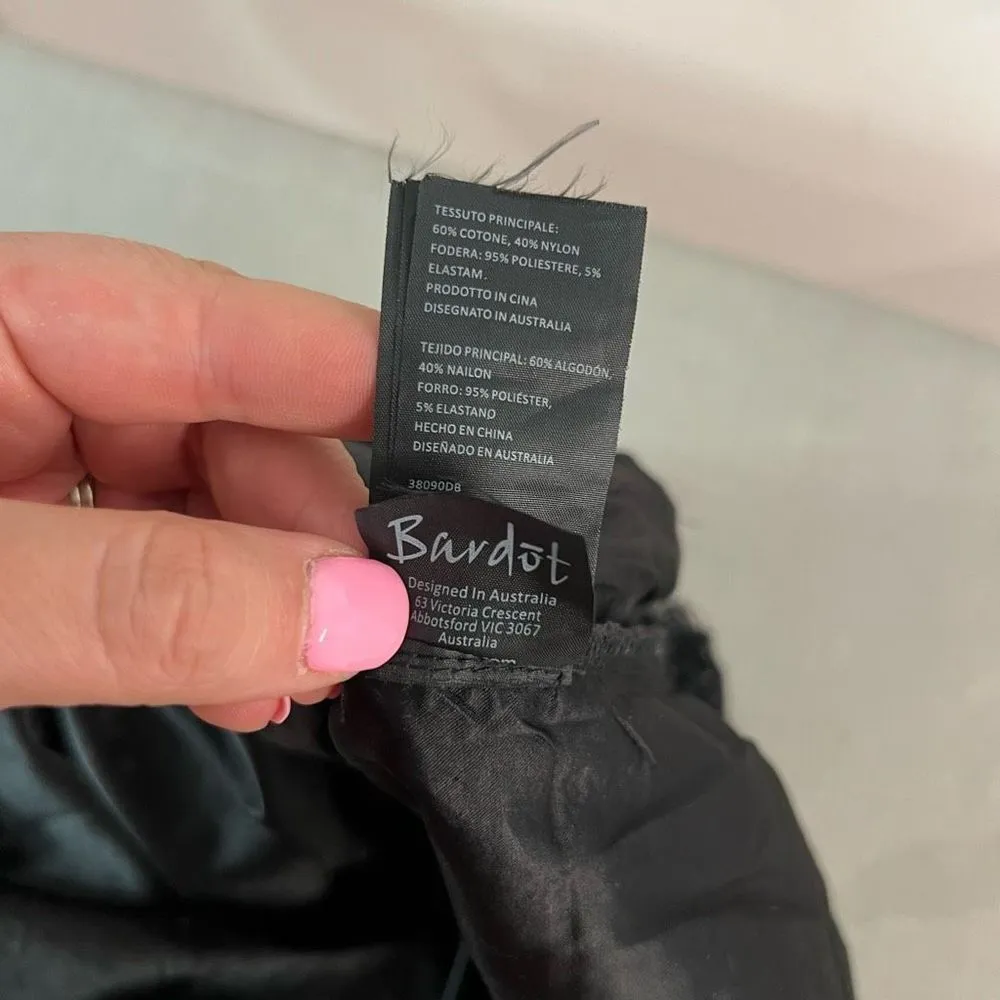 TESSUTO PRINCIPALE:
60% COTONE, 40% NYLON
FODERA: 95% POLIESTERE, 5%
ELASTAM.
PRODOTTO IN CINA
DISEGNATO IN AUSTRALIA
TEJIDO PRINCIPAL: 60% ALGODÓN,
40% NAILON
FORRO: 95% POLIÉSTER,
5% ELASTANO
HECHO EN CHINA
DISEÑADO EN AUSTRALIA
38090DB
Bardōt
Designed In Australia
63 Victoria Crescent
Abbotsford VIC 3067
Australia